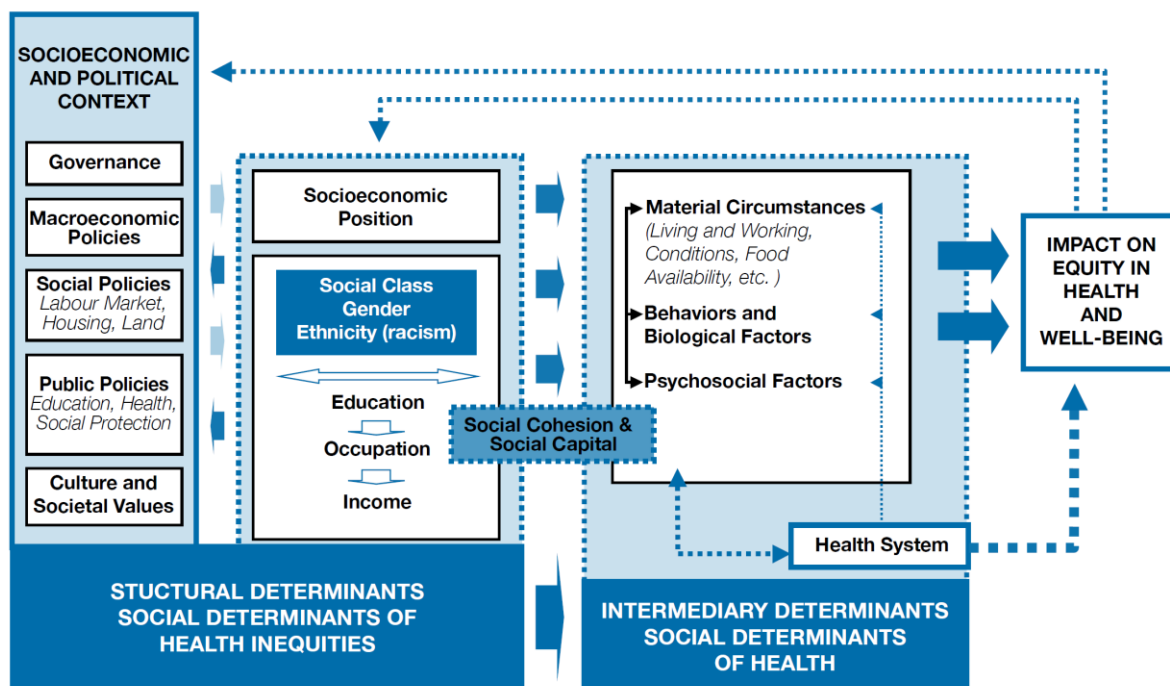 SOCIOECONOMIC
AND POLITICAL
CONTEXT
Governance
Macroeconomic
Policies
Social Policies
Labour Market,
Housing, Land
Public Policies
Education, Health,
Social Protection
Culture and
Societal Values
Socioeconomic
Position
Social Class
Gender
Ethnicity (racism)
Education
Occupation
Income
Social Cohesion &
Social Capital
Material Circumstances
(Living and Working,
Conditions, Food
Availability, etc. )
Behaviors and
Biological Factors
Psychosocial Factors
Health System
IMPACT ON
EQUITY IN
HEALTH
AND
WELL-BEING
STUCTURAL DETERMINANTS
SOCIAL DETERMINANTS OF
HEALTH INEQUITIES
INTERMEDIARY DETERMINANTS
SOCIAL DETERMINANTS
OF HEALTH